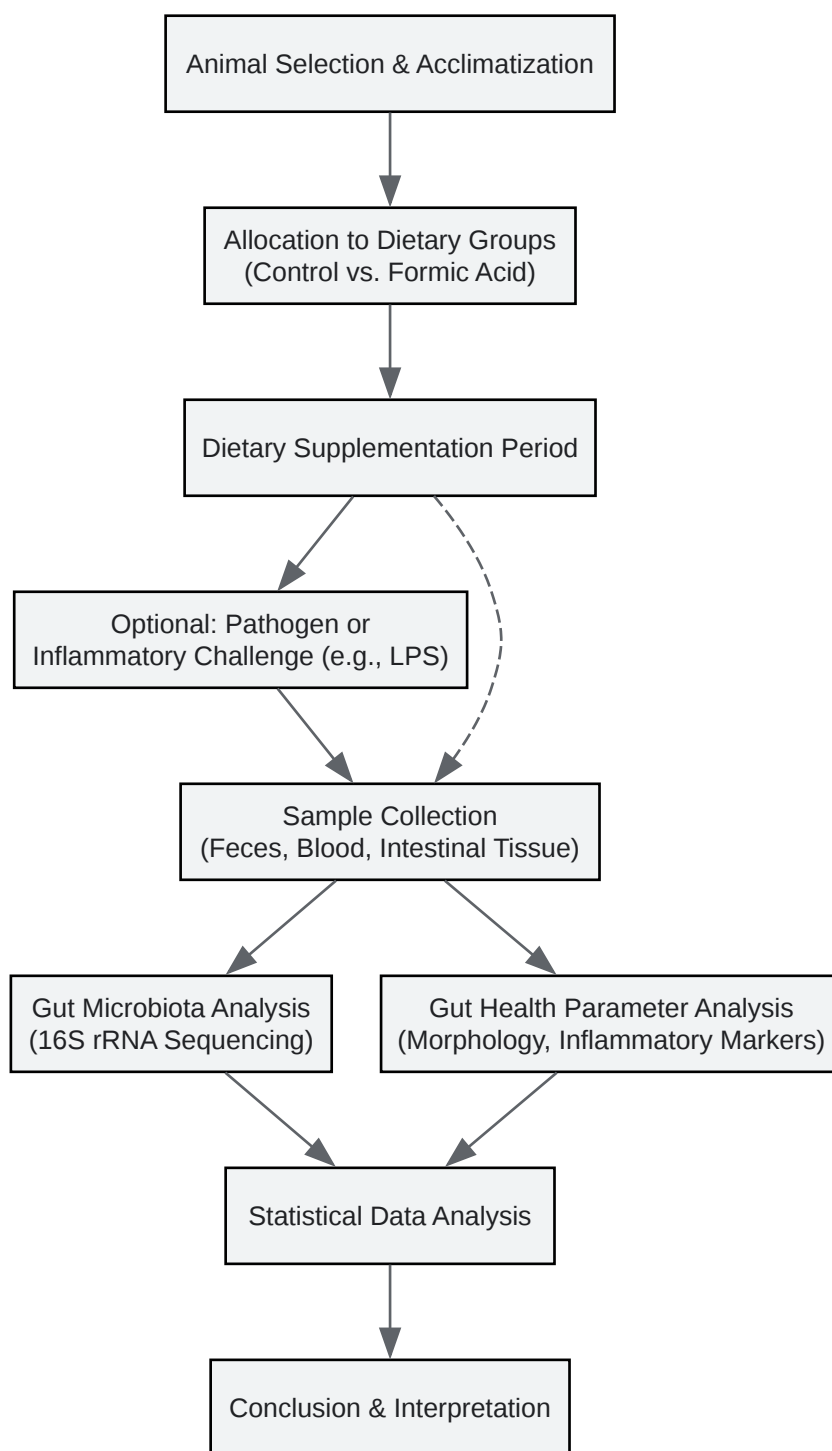 Animal Selection & Acclimatization
Allocation to Dietary Groups
(Control vs. Formic Acid)
Dietary Supplementation Period
Optional: Pathogen or
Inflammatory Challenge (e.g., LPS)
Sample Collection
(Feces, Blood, Intestinal Tissue)
Gut Microbiota Analysis
(16S rRNA Sequencing)
Gut Health Parameter Analysis
(Morphology, Inflammatory Markers)
Statistical Data Analysis
Conclusion & Interpretation